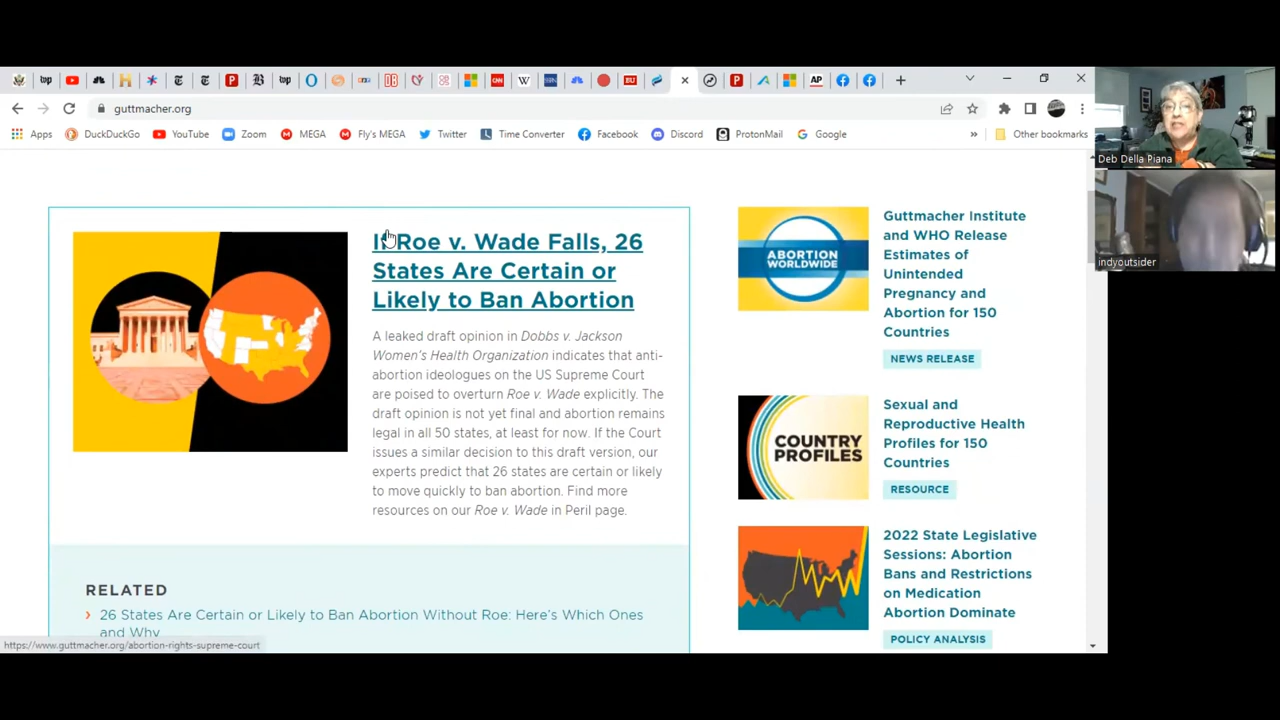 guttmacher.org
Apps
DuckDuckGo
YouTube
Zoom
MEGA
Fly's MEGA
Twitter
Time Converter
Facebook
Discord
ProtonMail
Google
»
Other bookmarks
Deb Della Piana
indyoutsider
If Roe v. Wade Falls, 26
States Are Certain or
Likely to Ban Abortion
A leaked draft opinion in Dobbs v. Jackson
Women's Health Organization indicates that anti-
abortion ideologues on the US Supreme Court
are poised to overturn Roe v. Wade explicitly. The
draft opinion is not yet final and abortion remains
legal in all 50 states, at least for now. If the Court
issues a similar decision to this draft version, our
experts predict that 26 states are certain or likely
to move quickly to ban abortion. Find more
resources on our Roe v. Wade in Peril page.
RELATED
› 26 States Are Certain or Likely to Ban Abortion Without Roe: Here's Which Ones
and Why
https://www.guttmacher.org/abortion-rights-supreme-court
ABORTION
WORLDWIDE
Guttmacher Institute
and WHO Release
Estimates of
Unintended
Pregnancy and
Abortion for 150
Countries
NEWS RELEASE
COUNTRY
PROFILES
Sexual and
Reproductive Health
Profiles for 150
Countries
RESOURCE
2022 State Legislative
Sessions: Abortion
Bans and Restrictions
on Medication
Abortion Dominate
POLICY ANALYSIS